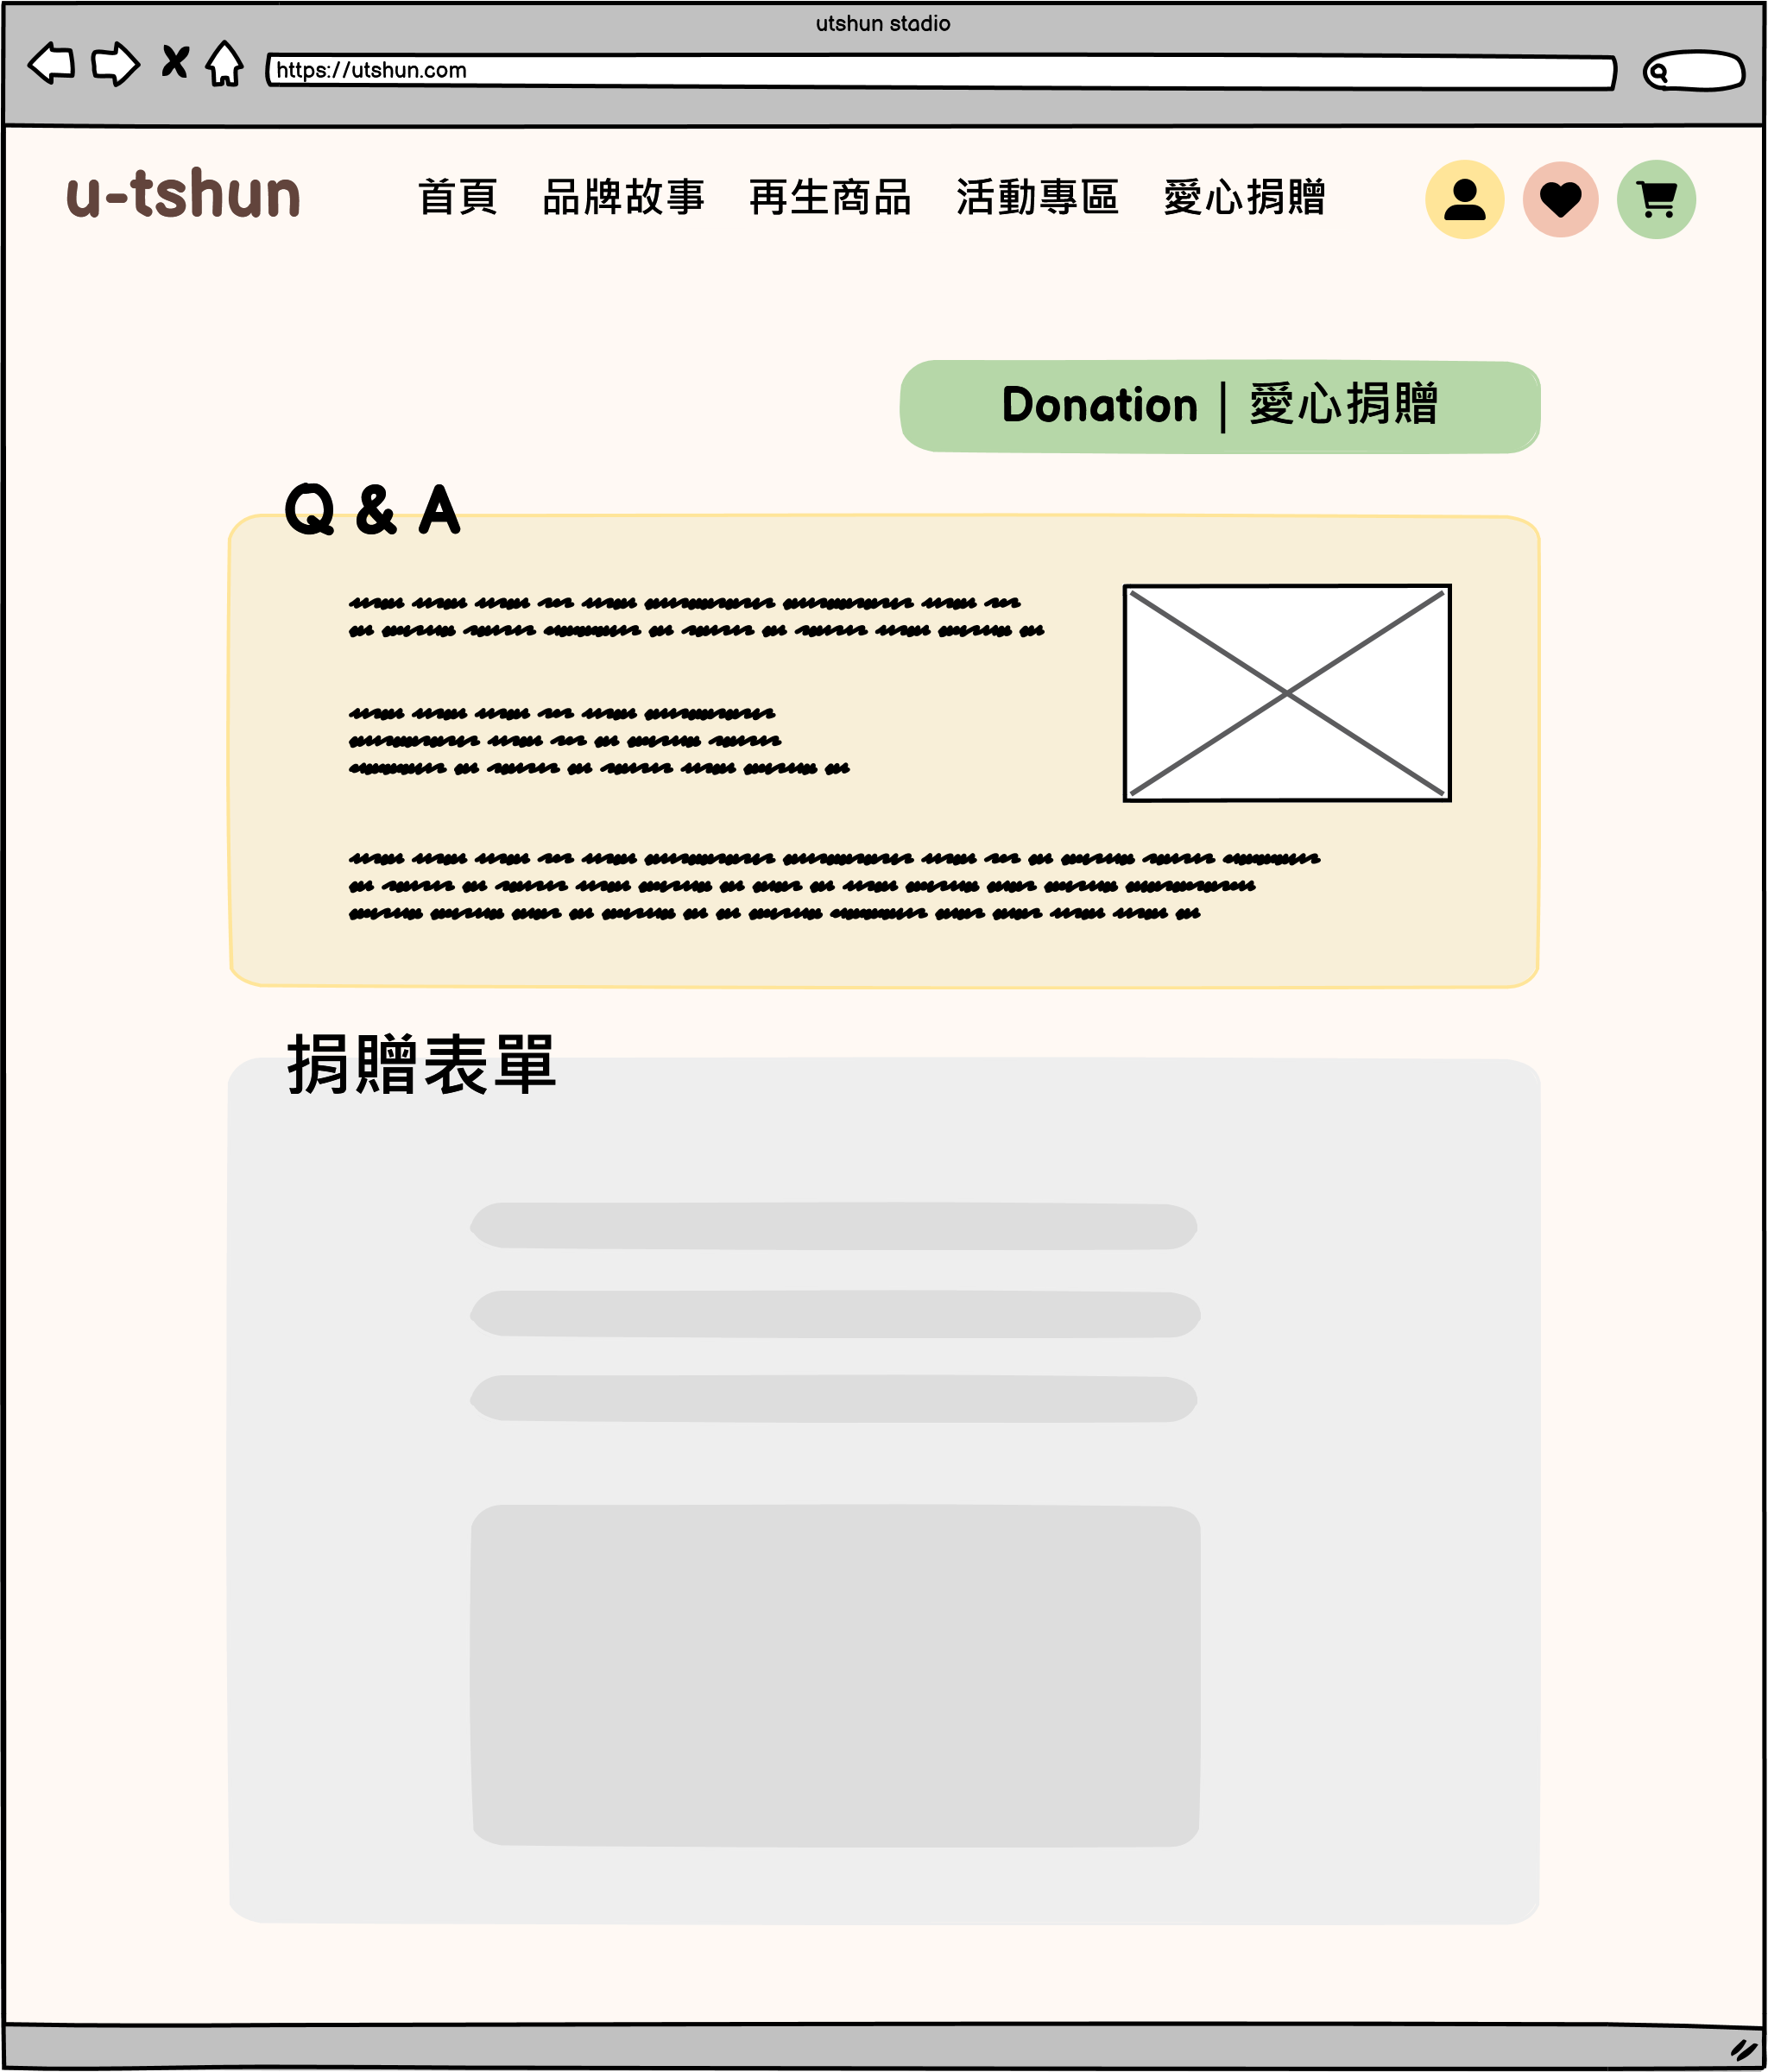 utshun stadio
https://utshun.com
u-tshun 首頁 品牌故事 再生商品 活動專區 愛心捐贈
Donation | 愛心捐贈
Q & A
捐贈表單